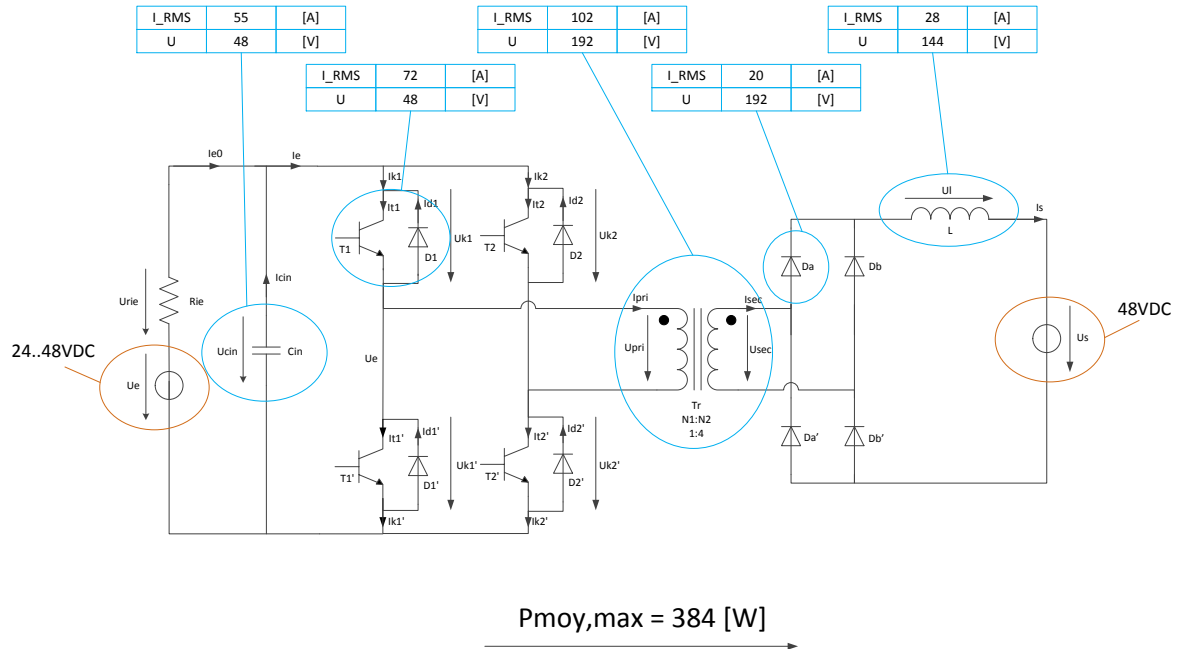 I_RMS 55 [A]
U 48 [V]
I_RMS 102 [A]
U 192 [V]
I_RMS 28 [A]
U 144 [V]
I_RMS 72 [A]
U 48 [V]
I_RMS 20 [A]
U 192 [V]
Ie0
Ie
Ik1
Ik2
It1
Id1
It2
Id2
Uk1
Uk2
T1
D1
T2
D2
Ul
L
Is
Da
Db
Icin
Urie
Rie
Ipri
Isec
48VDC
24..48VDC
Ue
Ucin
Cin
Ue
Upri
Usec
Us
Tr
N1:N2
1:4
It1'
Id1'
It2'
Id2'
Da'
Db'
Uk1'
Uk2'
T1'
D1'
T2'
D2'
Ik1'
Ik2'
Pmoy,max = 384 [W]